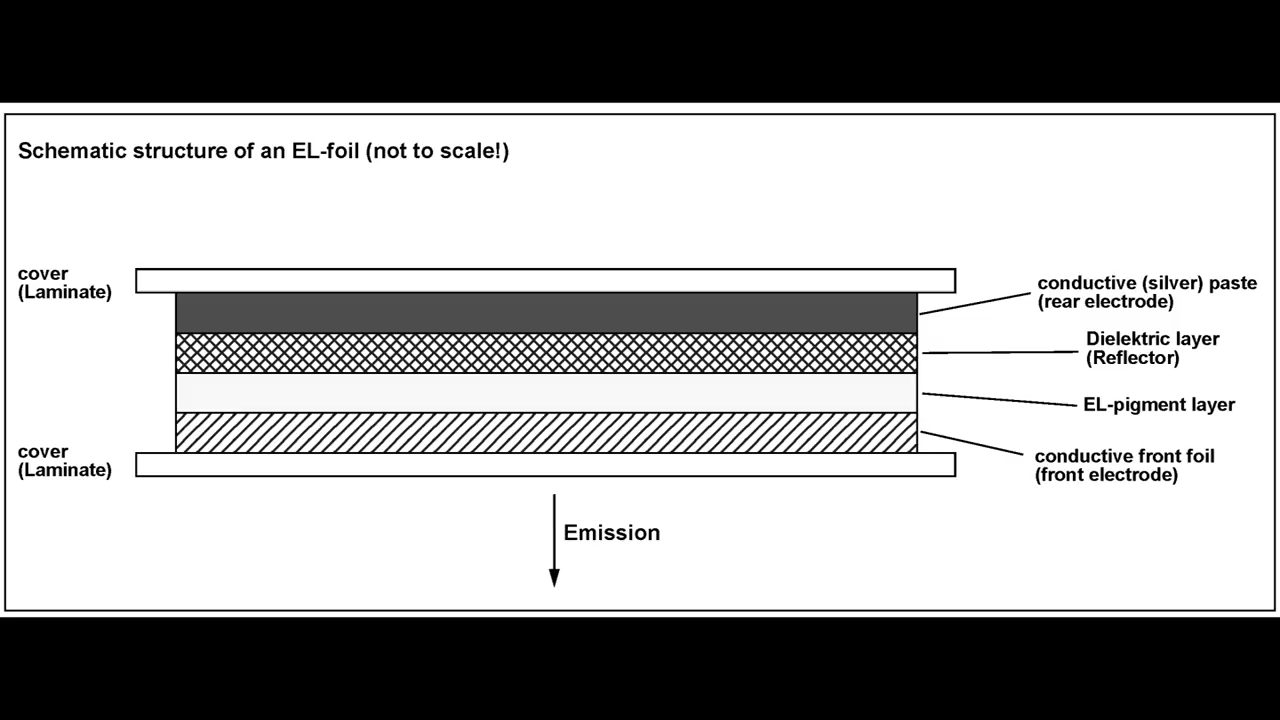 Schematic structure of an EL-foil (not to scale!)
cover
(Laminate)
conductive (silver) paste
(rear electrode)
Dielektric layer
(Reflector)
EL-pigment layer
cover
(Laminate)
conductive front foil
(front electrode)
Emission